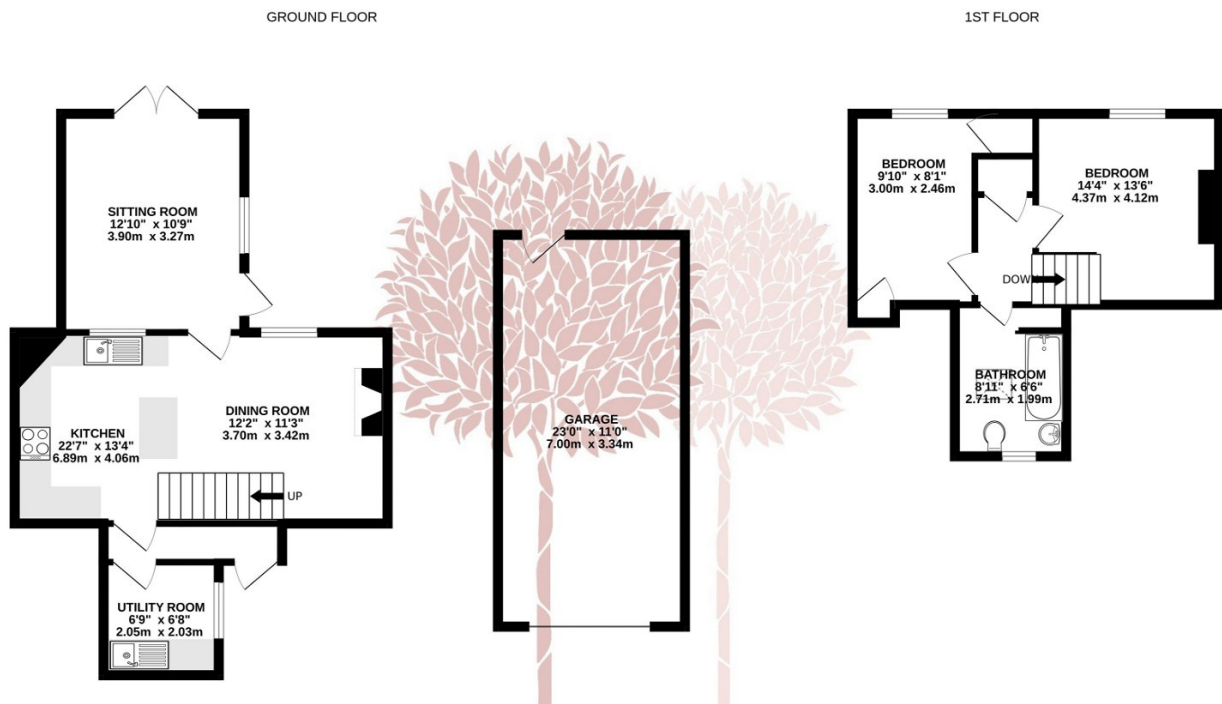 GROUND FLOOR
SITTING ROOM
12'10" x 10'9"
3.90m x 3.27m
KITCHEN
22'7" x 13'4"
6.89m x 4.06m
DINING ROOM
12'2" x 11'3"
3.70m x 3.42m
UP
UTILITY ROOM
6'9" x 6'8"
2.05m x 2.03m
GARAGE
23'0" x 11'0"
7.00m x 3.34m
1ST FLOOR
BEDROOM
9'10" x 8'1"
3.00m x 2.46m
BEDROOM
14'4" x 13'6"
4.37m x 4.12m
DOW
BATHROOM
8'11" x 6'6"
2.71m x 1.99m